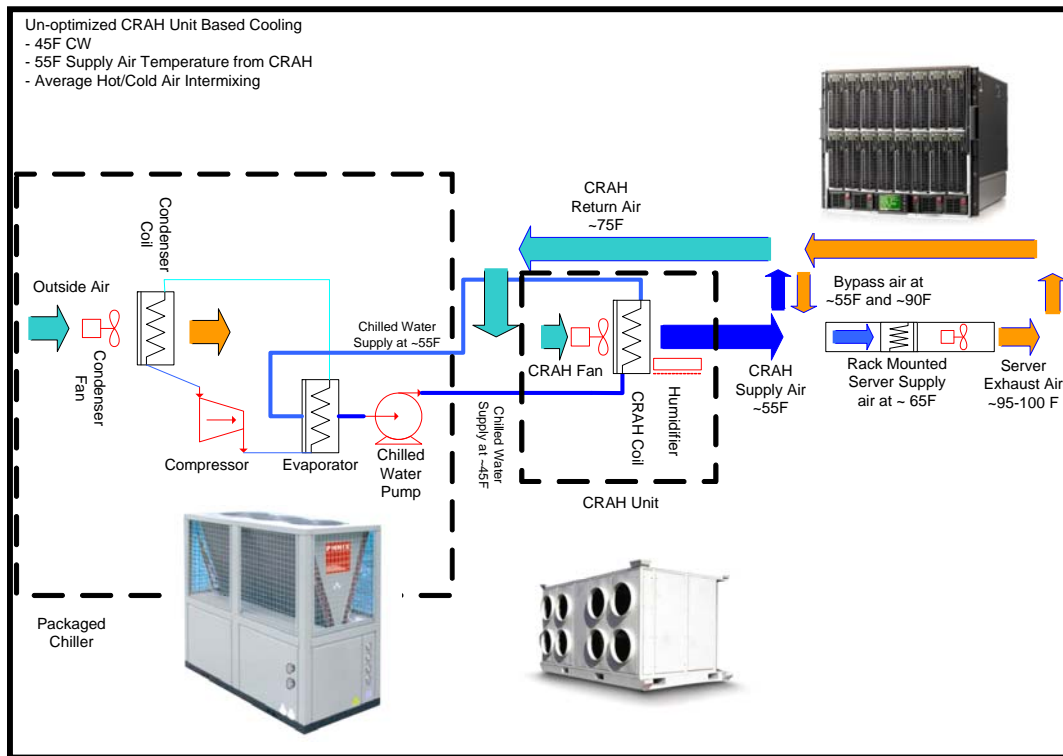 Un-optimized CRAH Unit Based Cooling
- 45F CW
- 55F Supply Air Temperature from CRAH
- Average Hot/Cold Air Intermixing
Condenser
Coil
Outside Air
Condenser
Fan
Compressor
Evaporator
Chilled
Water
Pump
Chilled Water
Supply at ~55F
Chilled Water
Supply at ~45F
CRAH
Return Air
~75F
CRAH Fan
CRAH Coil
Humidifier
CRAH Unit
CRAH
Supply Air
~55F
Bypass air at
~55F and ~90F
Rack Mounted
Server Supply
air at ~ 65F
Server
Exhaust Air
~95-100 F
Packaged
Chiller